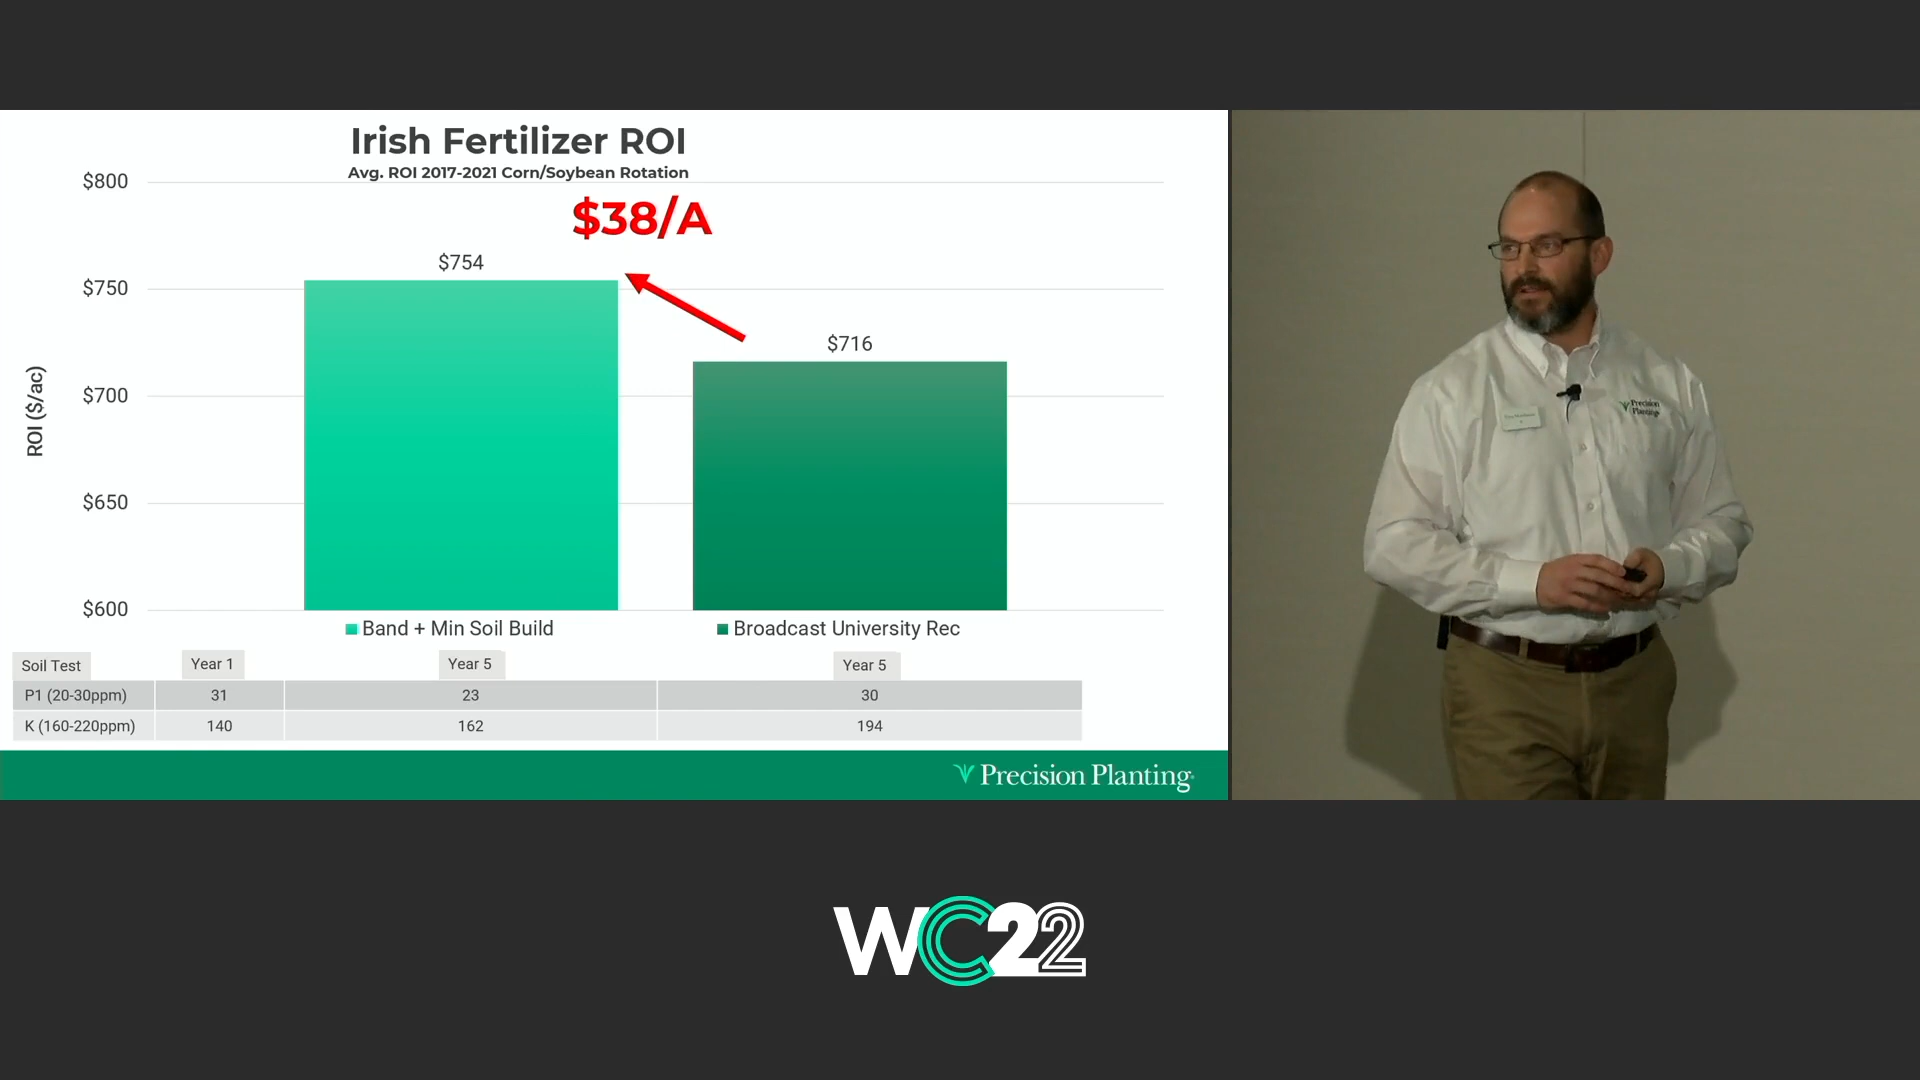 Irish Fertilizer ROI
Avg. ROI 2017-2021 Corn/Soybean Rotation
$38/A
$800
$750
$700
$650
$600
ROI ($/ac)
$754
$716
Band + Min Soil Build
Broadcast University Rec
Soil Test Year 1 Year 5 Year 5
P1 (20-30ppm) 31 23 30
K (160-220ppm) 140 162 194
Precision Planting
Precision
Planting
WC22